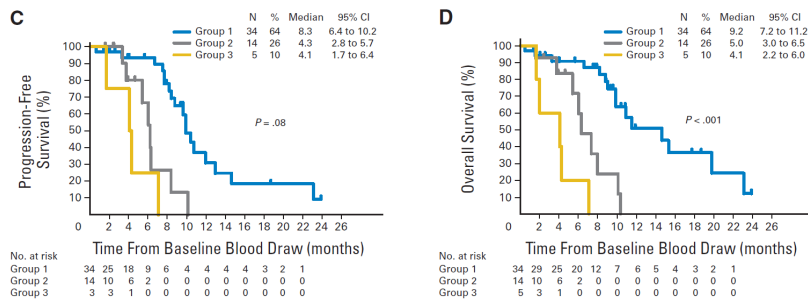 C
N % Median 95% CI
Group 1 34 64 8.3 6.4 to 10.2
Group 2 14 26 4.3 2.8 to 5.7
Group 3 5 10 4.1 1.7 to 6.4
Progression-Free
Survival (%)
100
90
80
70
60
50
40
30
20
10
P = .08
0 2 4 6 8 10 12 14 16 18 20 22 24 26
Time From Baseline Blood Draw (months)
No. at risk
Group 1 34 25 18 9 6 4 4 4 4 3 2 1
Group 2 14 10 6 2 0 0 0 0 0 0 0 0
Group 3 3 3 1 0 0 0 0 0 0 0 0 0
D
N % Median 95% CI
Group 1 34 64 9.2 7.2 to 11.2
Group 2 14 26 5.0 3.0 to 6.5
Group 3 5 10 4.1 2.2 to 6.0
Overall Survival (%)
100
90
80
70
60
50
40
30
20
10
P < .001
0 2 4 6 8 10 12 14 16 18 20 22 24 26
Time From Baseline Blood Draw (months)
No. at risk
Group 1 34 29 25 20 12 7 6 5 4 3 2 1
Group 2 14 10 6 2 0 0 0 0 0 0 0 0
Group 3 5 3 1 0 0 0 0 0 0 0 0 0